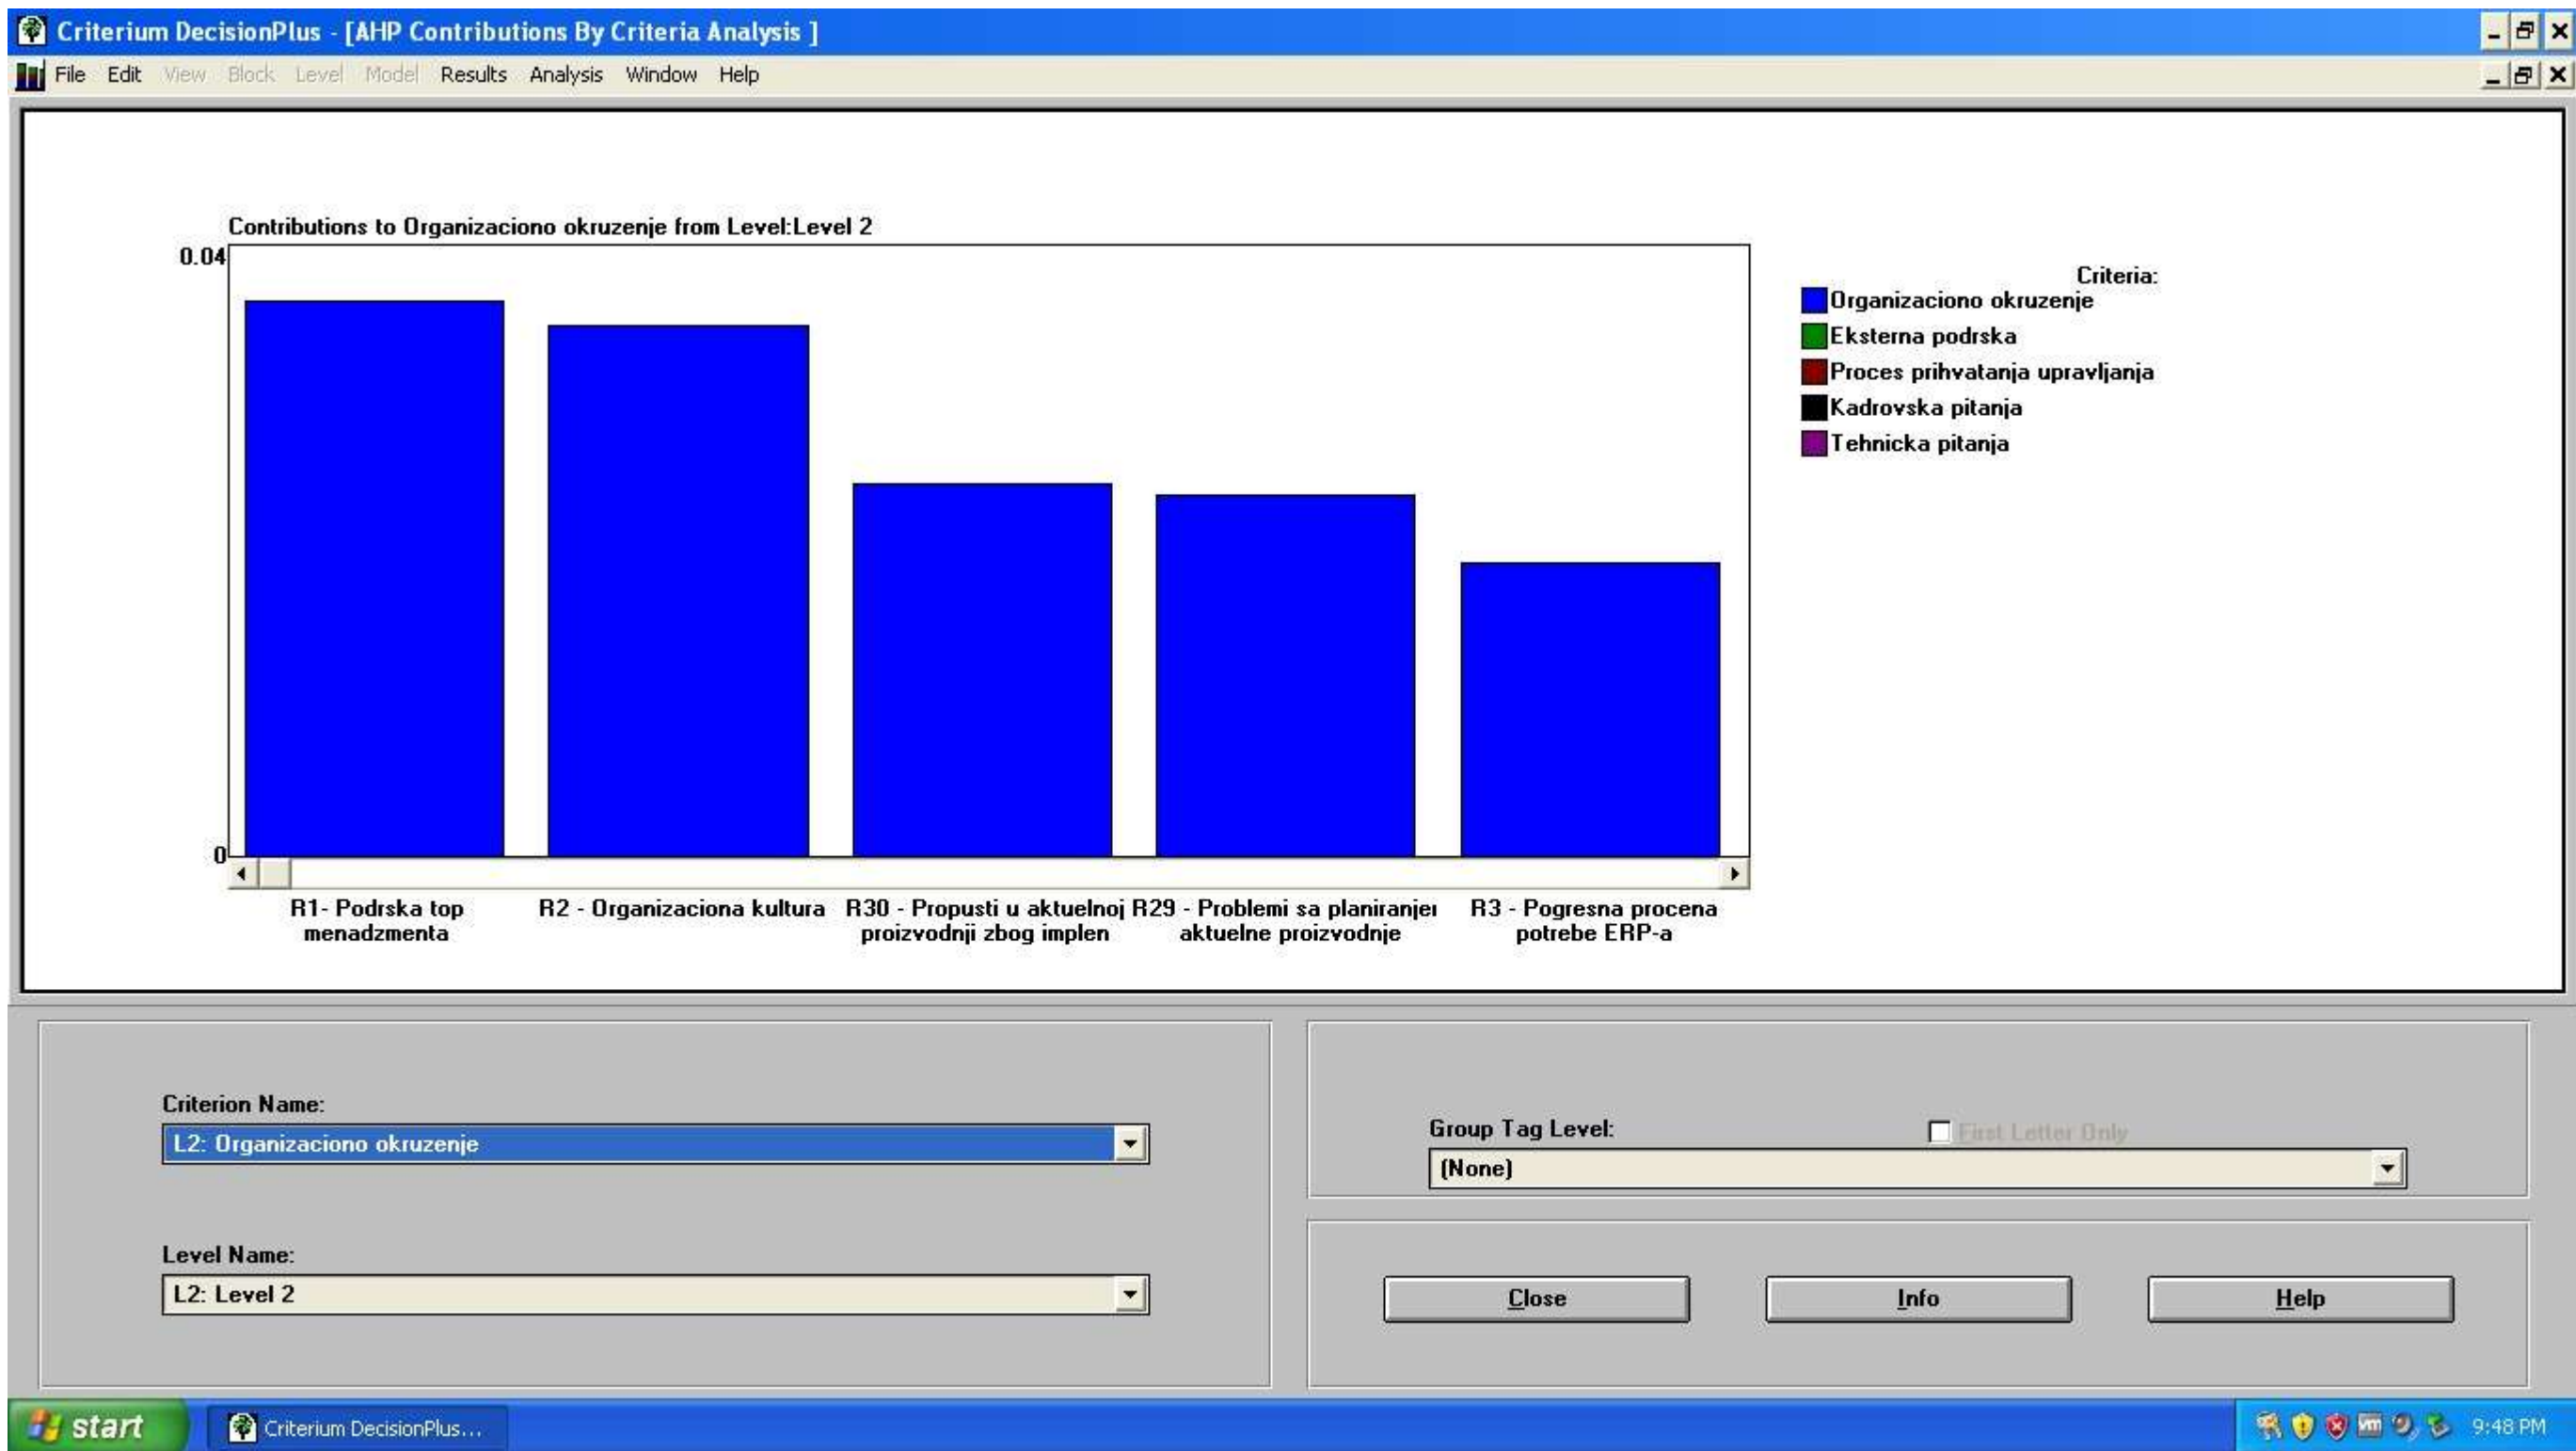 Criterium DecisionPlus - [AHP Contributions By Criteria Analysis ]
File Edit View Block Level Model Results Analysis Window Help
Contributions to Organizaciono okruzenje from Level:Level 2
0.04
0
Criteria:
Organizaciono okruzenje
Eksterna podrska
Proces prihvatanja upravljanja
Kadrovska pitanja
Tehnicka pitanja
R1- Podrska top
menadzmenta
R2 - Organizaciona kultura
R30 - Propusti u aktuelnoj
proizvodnji zbog implen
R29 - Problemi sa planiranjei
aktuelne proizvodnje
R3 - Pogresna procena
potrebe ERP-a
Criterion Name:
L2: Organizaciono okruzenje
Level Name:
L2: Level 2
Group Tag Level:
First Letter Only
(None)
Close
Info
Help
start
Criterium DecisionPlus...
vm
9:48 PM